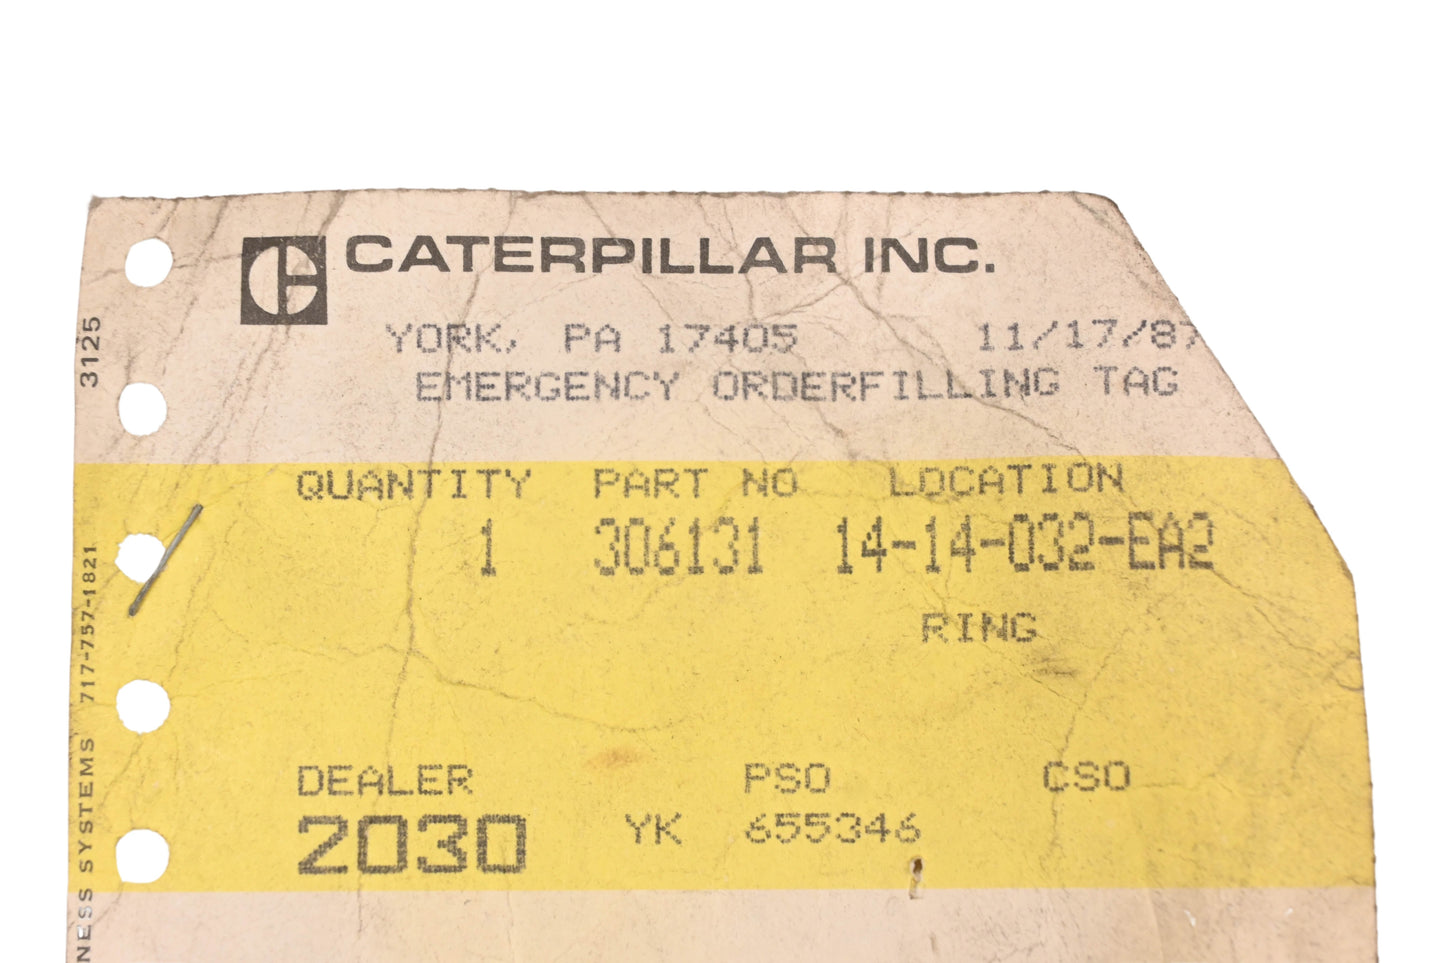 CATERPILLAR INC.
YORK, PA 17405 11/17/87
EMERGENCY ORDERFILLING TAG
QUANTITY PART NO LOCATION
1 306131 14-14-032-EA2
RING
DEALER PSO CSO
2030 YK 655346
NESS SYSTEMS 717-757-1821 3125